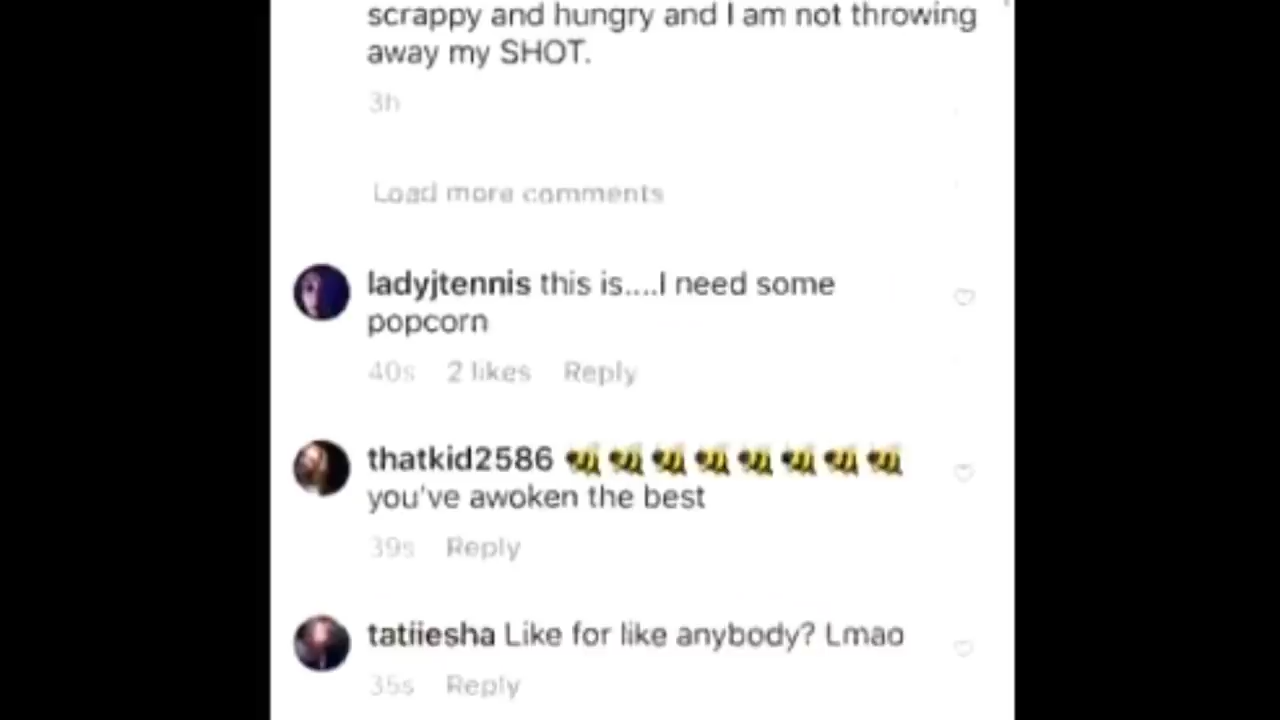 scrappy and hungry and I am not throwing
away my SHOT.
3h
Load more comments
ladyjtennis this is....I need some
popcorn
40s 2 likes Reply
thatkid2586 🐝🐝🐝🐝🐝🐝🐝🐝
you've awoken the best
39s Reply
tatiiesha Like for like anybody? Lmao
35s Reply